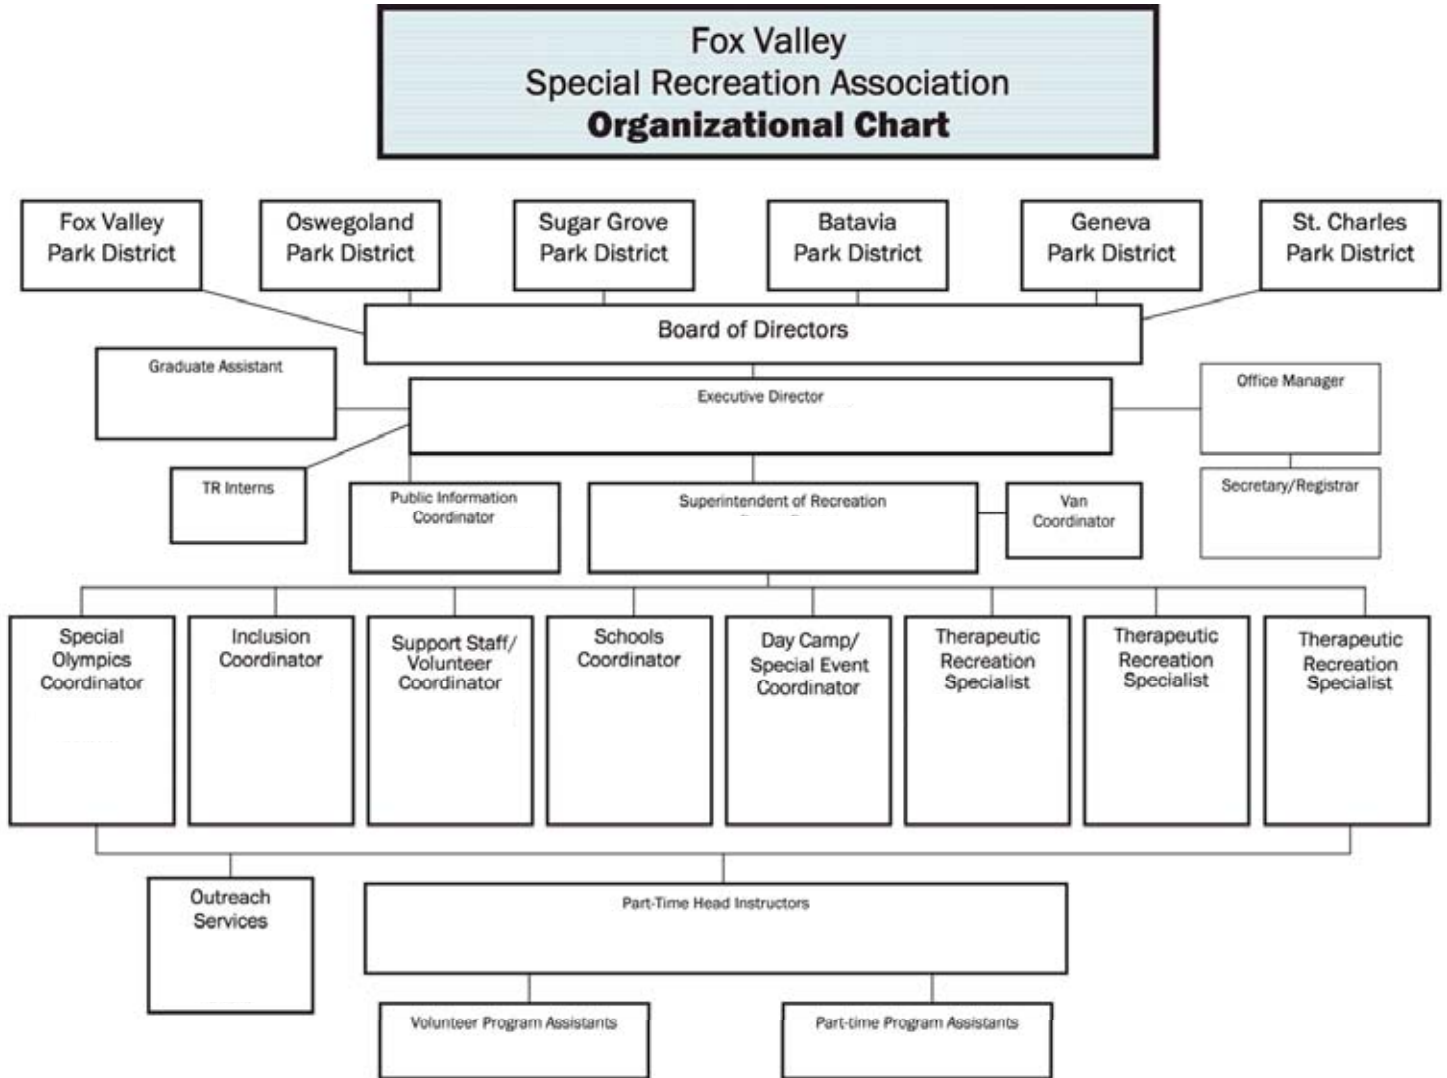 Fox Valley
Special Recreation Association
Organizational Chart
Fox Valley
Park District
Oswegoland
Park District
Sugar Grove
Park District
Batavia
Park District
Geneva
Park District
St. Charles
Park District
Board of Directors
Graduate Assistant
Executive Director
Office Manager
TR Interns
Public Information
Coordinator
Superintendent of Recreation
Van
Coordinator
Secretary/Registrar
Special
Olympics
Coordinator
Inclusion
Coordinator
Support Staff/
Volunteer
Coordinator
Schools
Coordinator
Day Camp/
Special Event
Coordinator
Therapeutic
Recreation
Specialist
Therapeutic
Recreation
Specialist
Therapeutic
Recreation
Specialist
Outreach
Services
Part-Time Head Instructors
Volunteer Program Assistants
Part-time Program Assistants